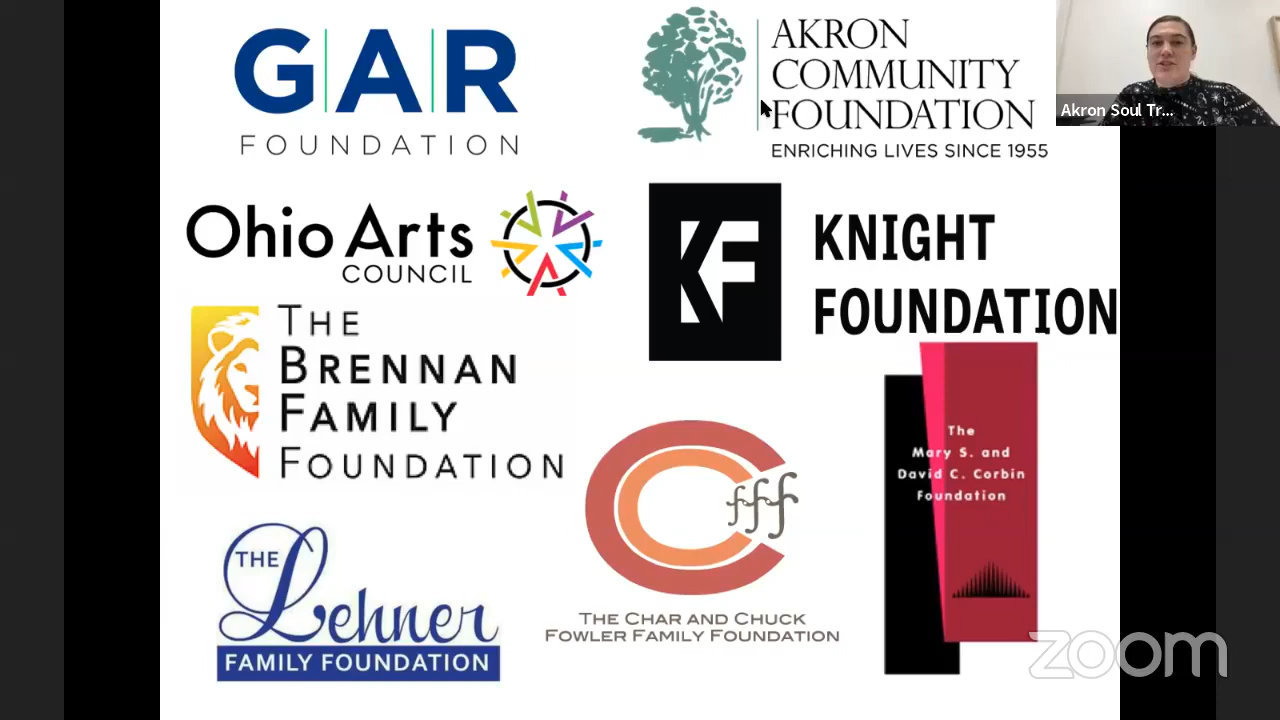 G|A|R
FOUNDATION
AKRON
COMMUNITY
FOUNDATION
ENRICHING LIVES SINCE 1955
Akron Soul Tr...
Ohio Arts
COUNCIL
KF
KNIGHT
FOUNDATION
THE
BRENNAN
FAMILY
FOUNDATION
The
Mary S. and
David C. Corbin
Foundation
fff
THE CHAR AND CHUCK
FOWLER FAMILY FOUNDATION
THE
Lehner
FAMILY FOUNDATION
zoom